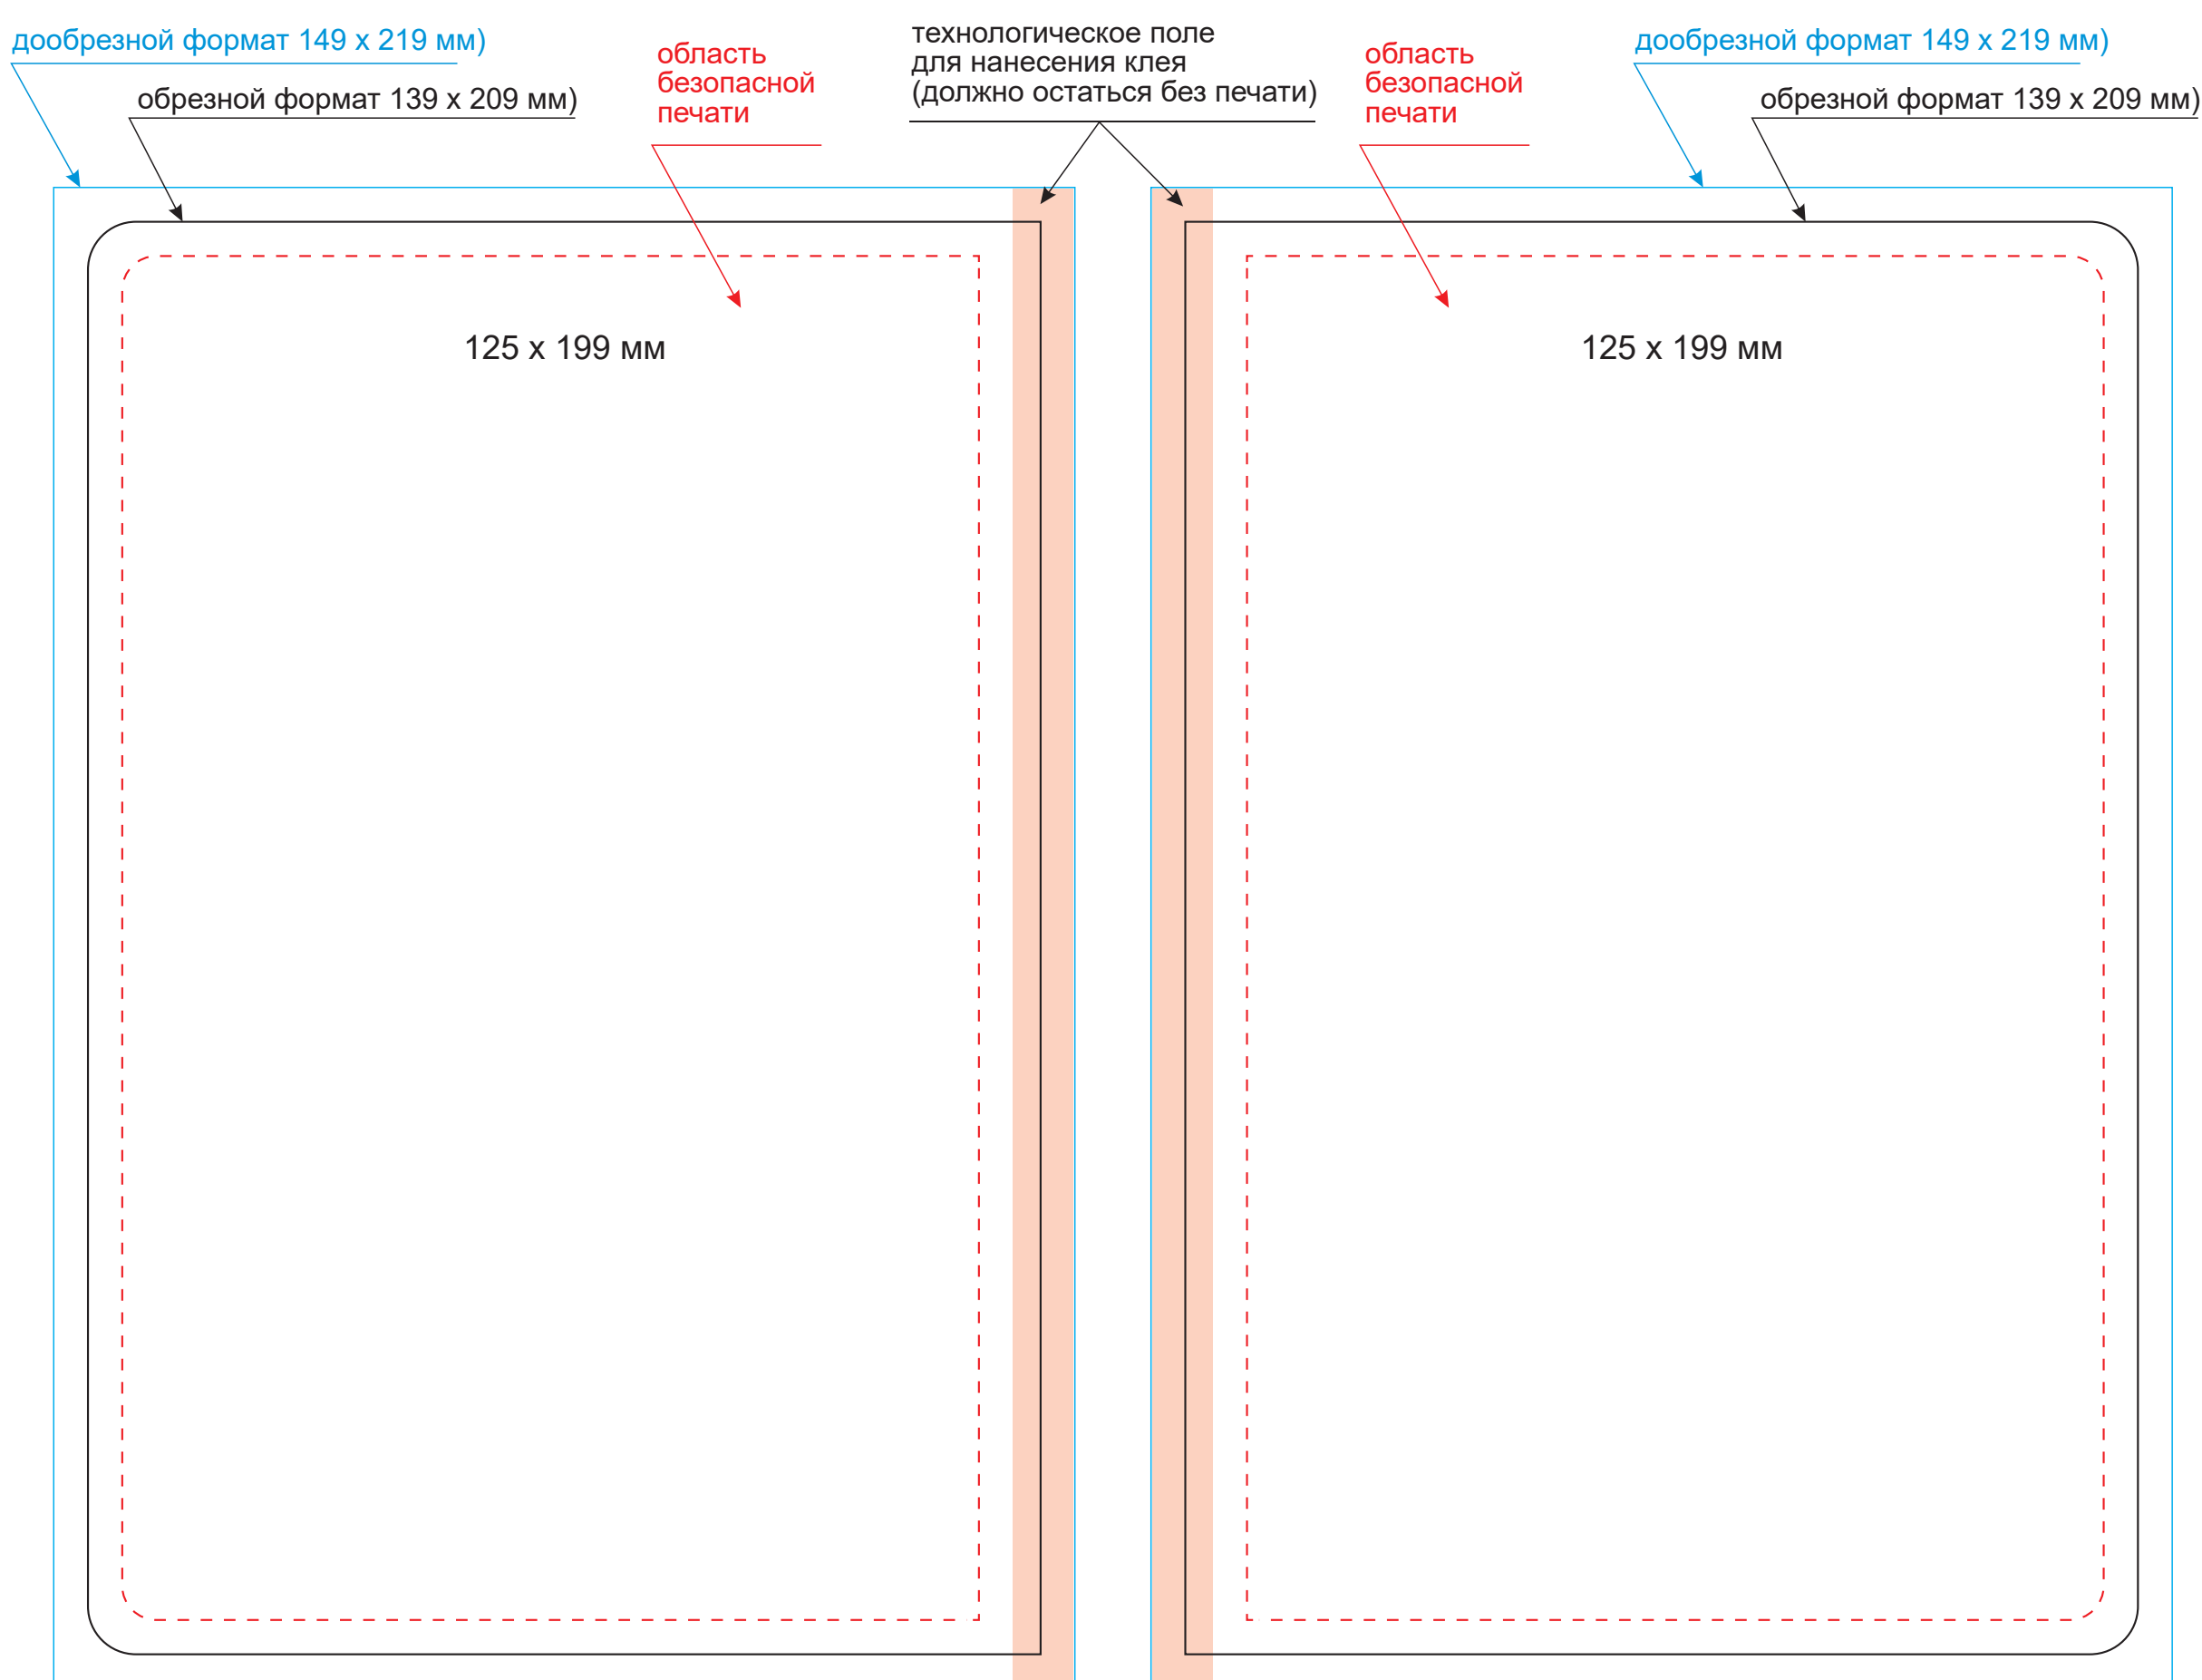 дообрезной формат 149 x 219 мм)
обрезной формат 139 x 209 мм)
область
безопасной
печати
технологическое поле
для нанесения клея
(должно остаться без печати)
область
безопасной
печати
дообрезной формат 149 x 219 мм)
обрезной формат 139 x 209 мм)
125 x 199 мм
125 x 199 мм